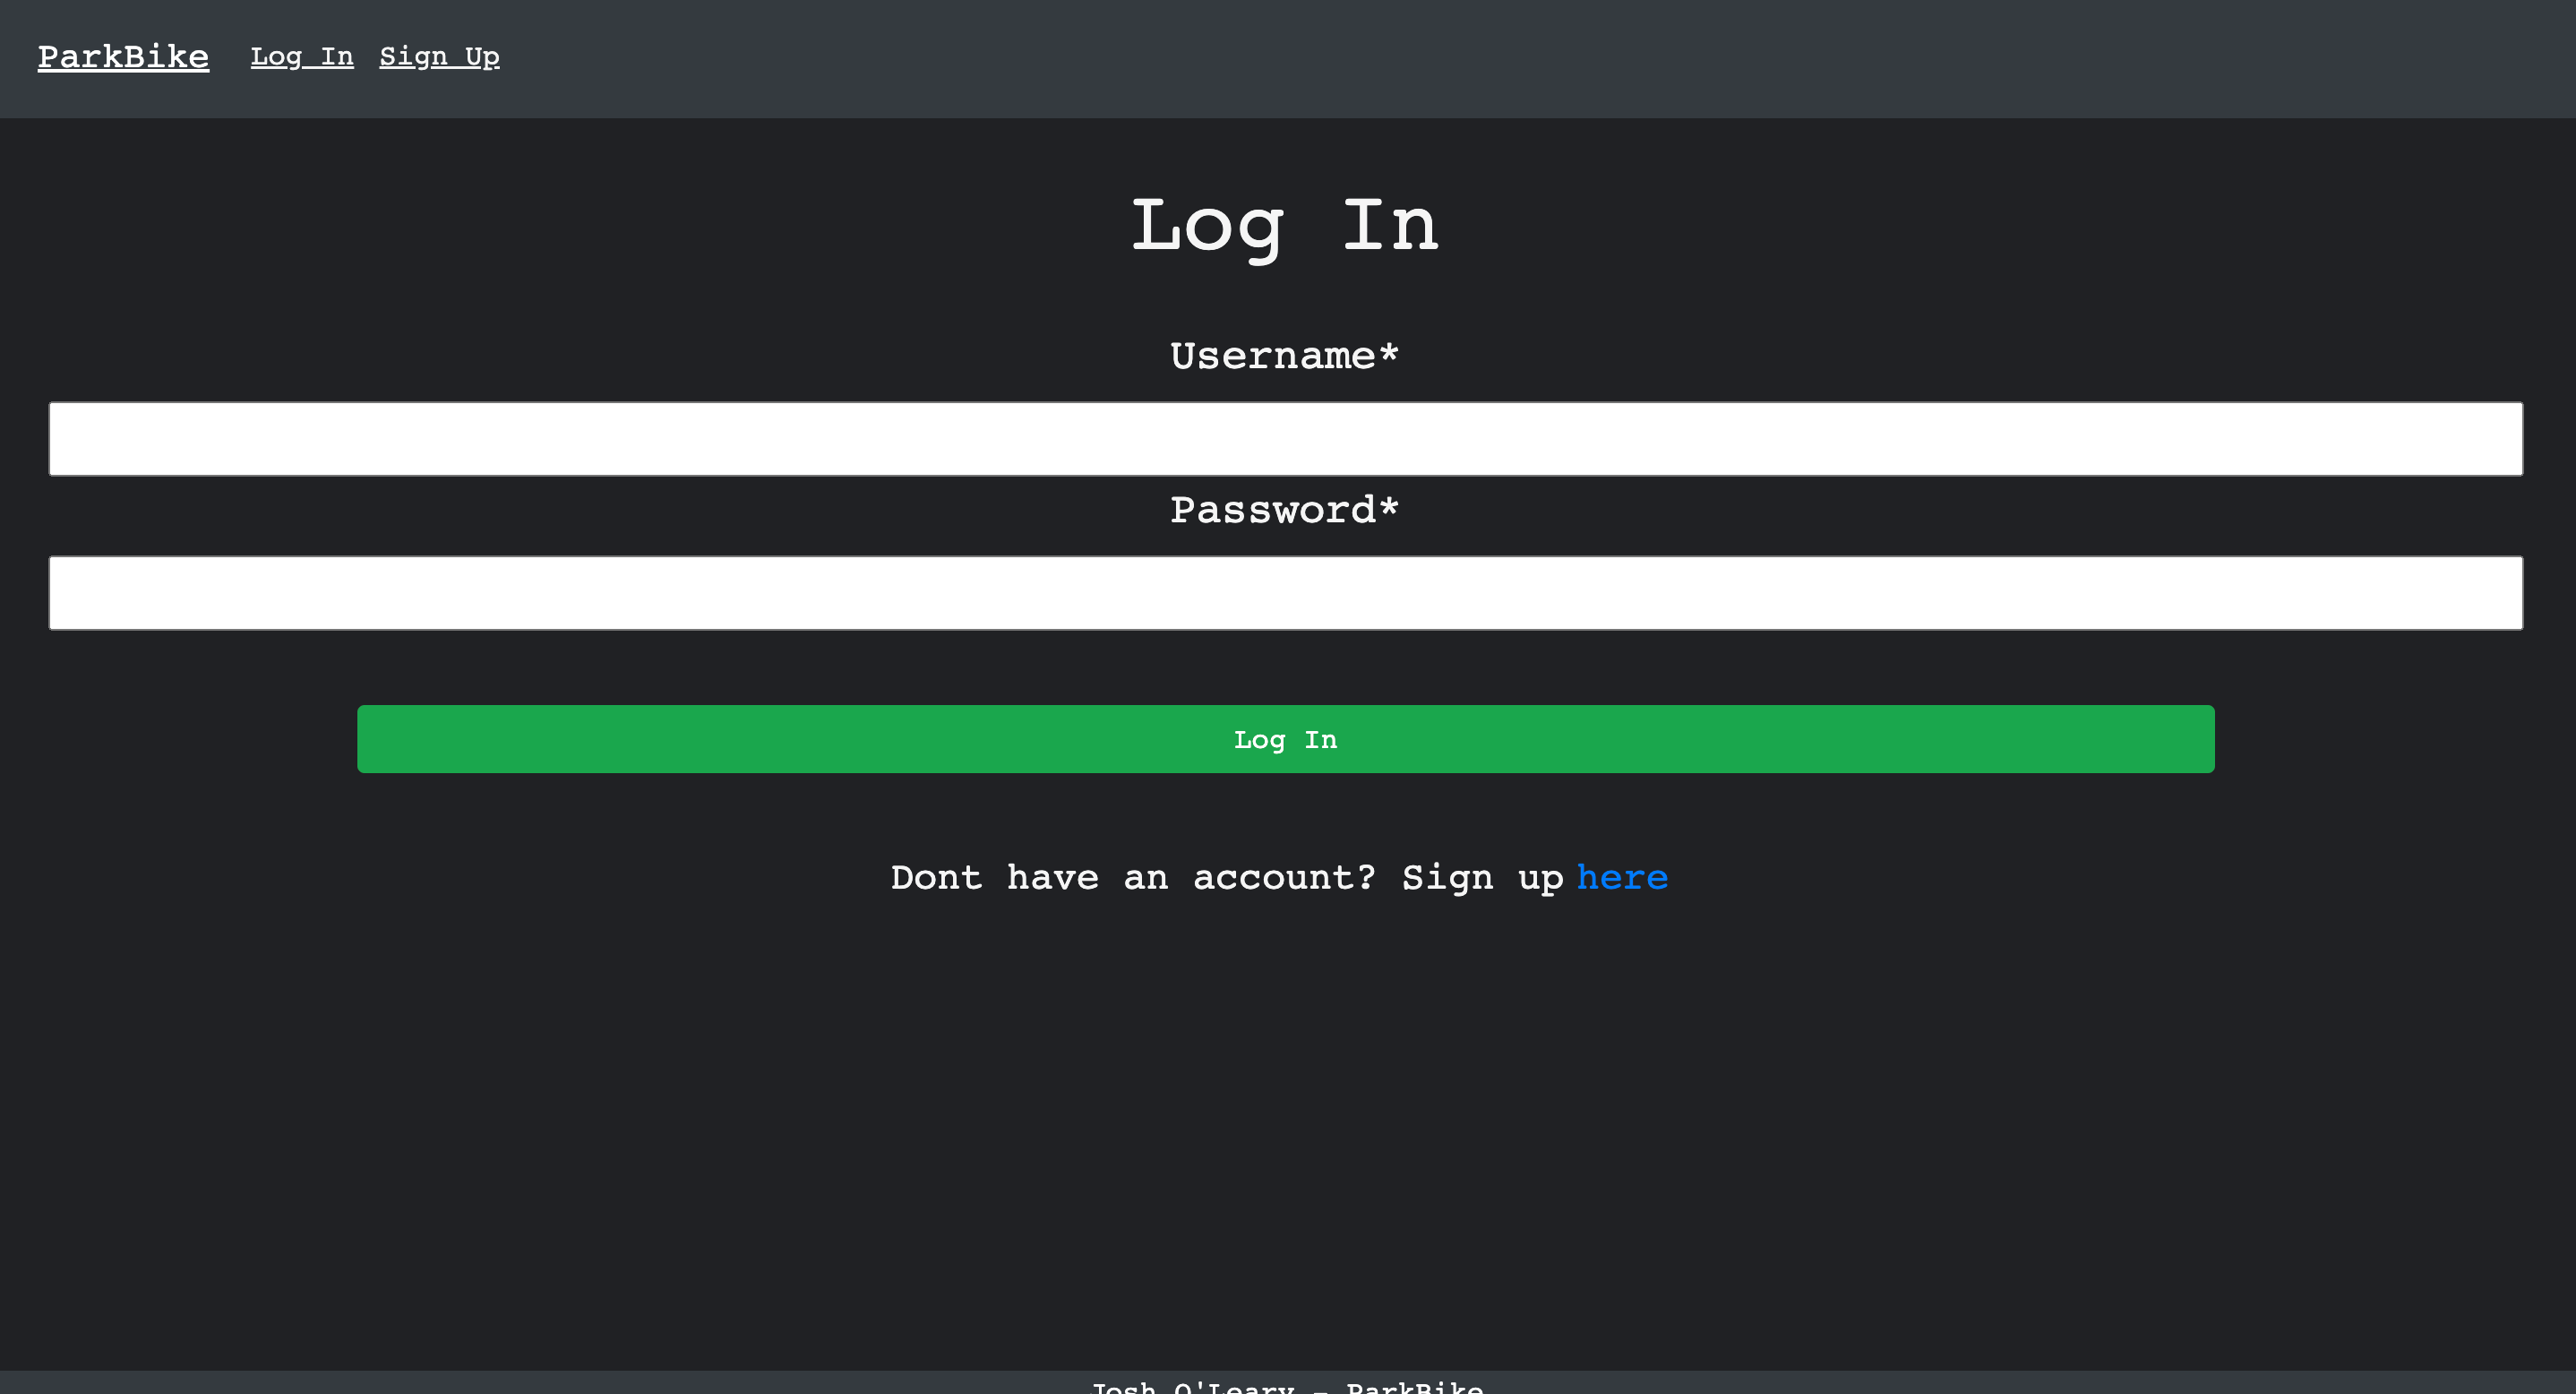 ParkBike Log In Sign Up
Log In
Username*
Password*
Log In
Dont have an account? Sign up here
Josh O'Leary - ParkBike